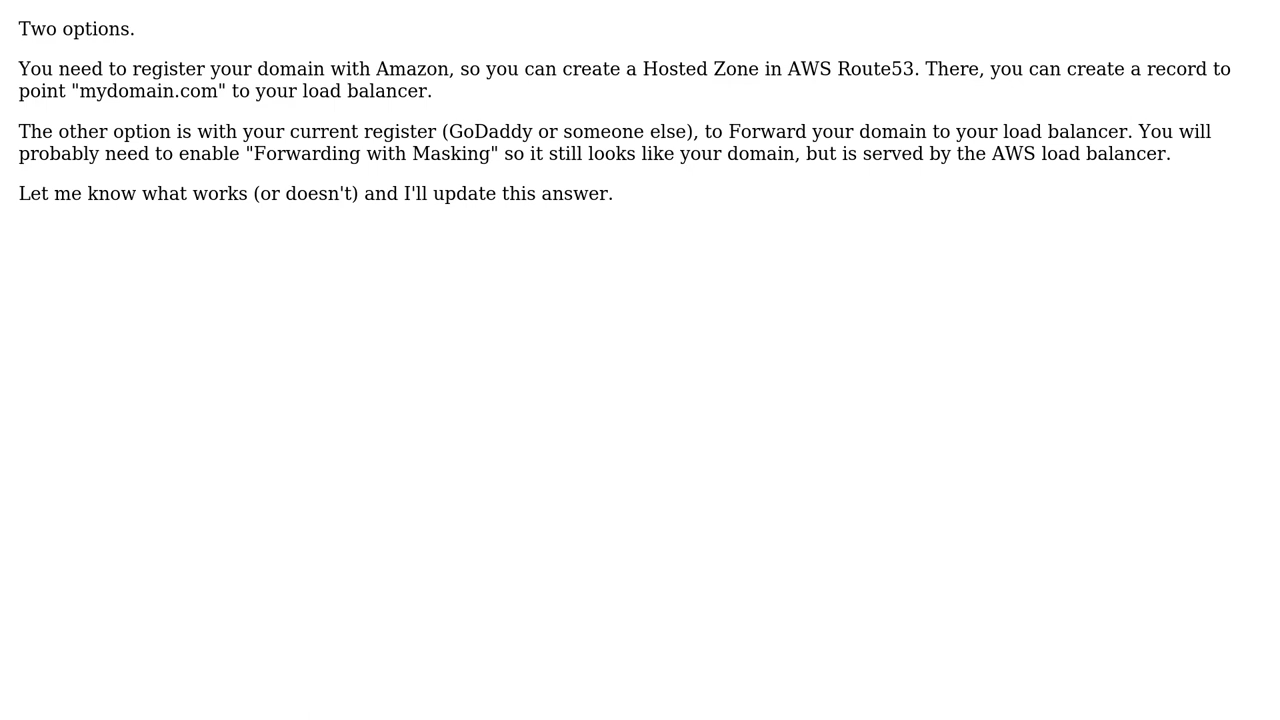 Two options.
You need to register your domain with Amazon, so you can create a Hosted Zone in AWS Route53. There, you can create a record to
point "mydomain.com" to your load balancer.
The other option is with your current register (GoDaddy or someone else), to Forward your domain to your load balancer. You will
probably need to enable "Forwarding with Masking" so it still looks like your domain, but is served by the AWS load balancer.
Let me know what works (or doesn't) and I'll update this answer.